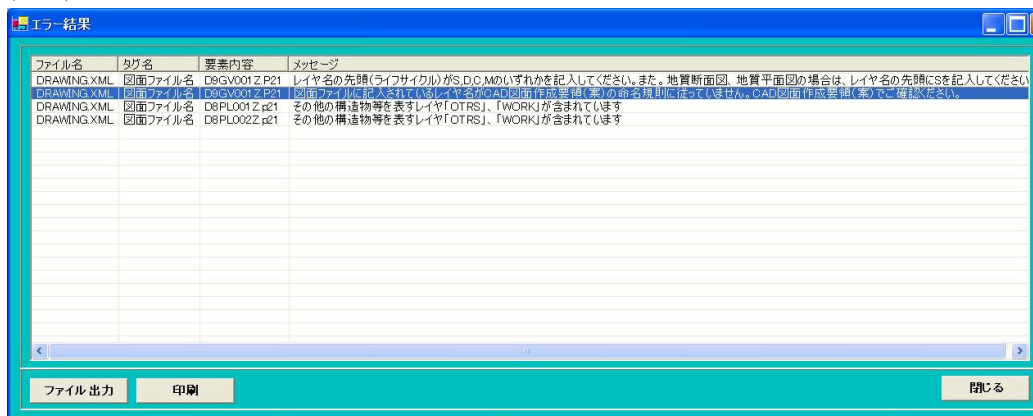 エラー結果
ファイル名 タグ名 要素内容 メッセージ
DRAWING.XML 図面ファイル名 D9GV001Z.P21 レイヤ名の先頭(ライフサイクル)がS,D,C,Mのいずれかを記入してください。また。地質断面図、地質平面図の場合は、レイヤ名の先頭にSを記入してください
DRAWING.XML 図面ファイル名 D9GV001Z.P21 図面ファイルに記入されているレイヤ名がCAD図面作成要領(案)の命名規則に従っていません。CAD図面作成要領(案)でご確認ください。
DRAWING.XML 図面ファイル名 D8PL001Z.p21 その他の構造物等を表すレイヤ「OTRS」、「WORK」が含まれています
DRAWING.XML 図面ファイル名 D8PL002Z.p21 その他の構造物等を表すレイヤ「OTRS」、「WORK」が含まれています
ファイル出力 印刷 閉じる